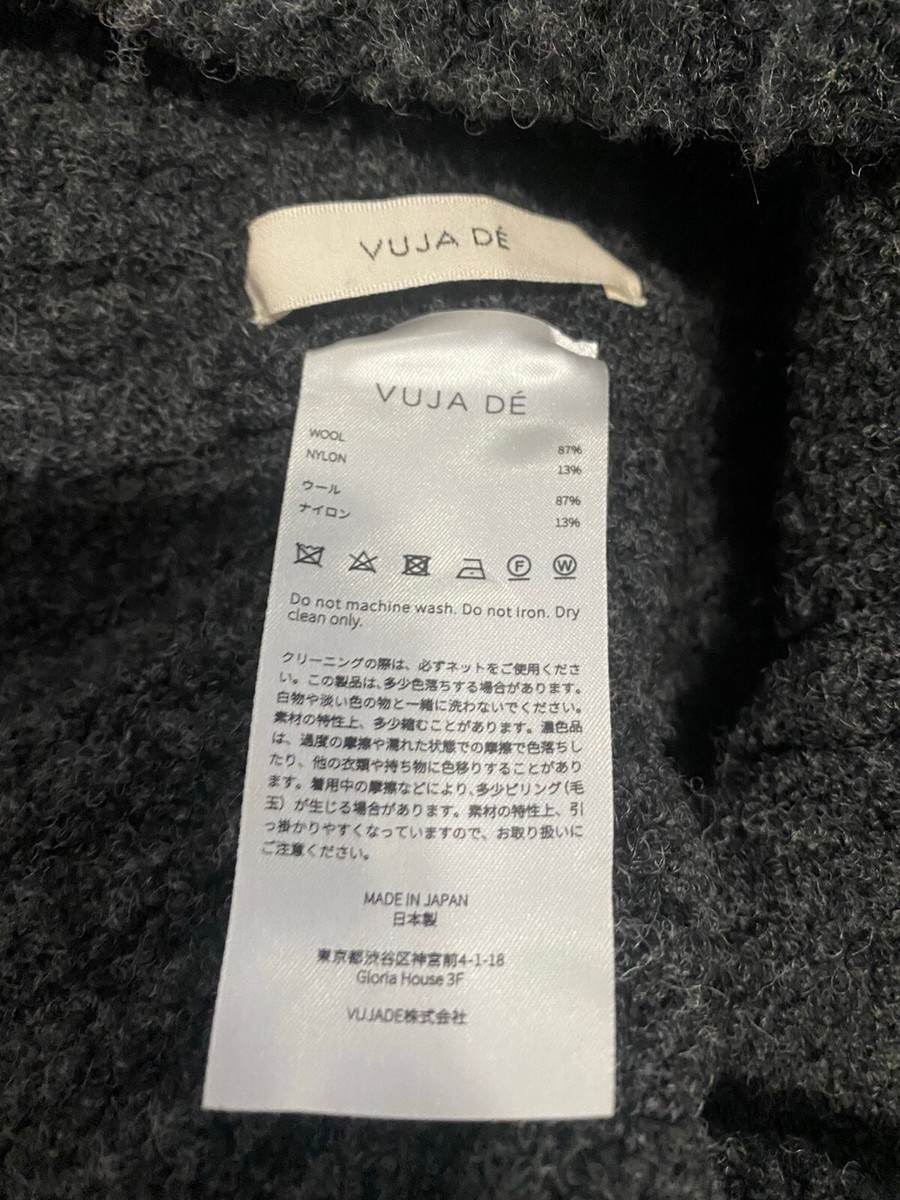 VUJA DÉ
VUJA DÉ
WOOL 87%
NYLON 13%
ウール 87%
ナイロン 13%
F W
Do not machine wash. Do not iron. Dry
clean only.
クリーニングの際は、必ずネットをご使用くださ
い。この製品は、多少色落ちする場合があります。
白物や淡い色の物と一緒に洗わないでください。
素材の特性上、多少縮むことがあります。濃色品
は、過度の摩擦や濡れた状態での摩擦で色落ちし
たり、他の衣類や持ち物に色移りすることがあり
ます。着用中の摩擦などにより、多少ピリング(毛
玉)が生じる場合があります。素材の特性上、引
っ掛かりやすくなっていますので、お取り扱いに
ご注意ください。
MADE IN JAPAN
日本製
東京都渋谷区神宮前4-1-18
Gloria House 3F
VUJADE株式会社